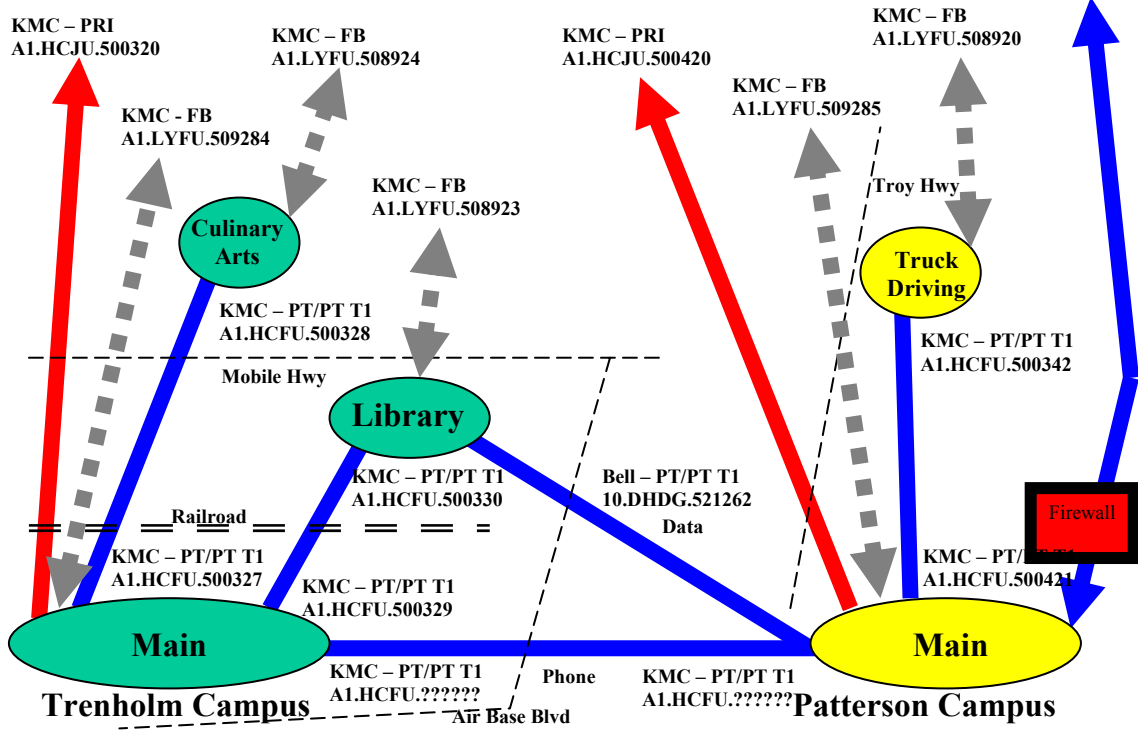 KMC – PRI
A1.HCJU.500320
KMC – FB
A1.LYFU.508924
KMC – PRI
A1.HCJU.500420
KMC – FB
A1.LYFU.508920
KMC - FB
A1.LYFU.509284
KMC – FB
A1.LYFU.509285
KMC – FB
A1.LYFU.508923
Troy Hwy
Culinary
Arts
Truck
Driving
KMC – PT/PT T1
A1.HCFU.500328
KMC – PT/PT T1
A1.HCFU.500342
Mobile Hwy
Library
KMC – PT/PT T1
A1.HCFU.500330
Bell – PT/PT T1
10.DHDG.521262
Data
Railroad
Firewall
KMC – PT/PT T1
A1.HCFU.500327
KMC – PT/PT T1
A1.HCFU.500421
KMC – PT/PT T1
A1.HCFU.500329
Main
Main
KMC – PT/PT T1
A1.HCFU.??????
Phone
KMC – PT/PT T1
A1.HCFU.??????
Trenholm Campus
Air Base Blvd
Patterson Campus